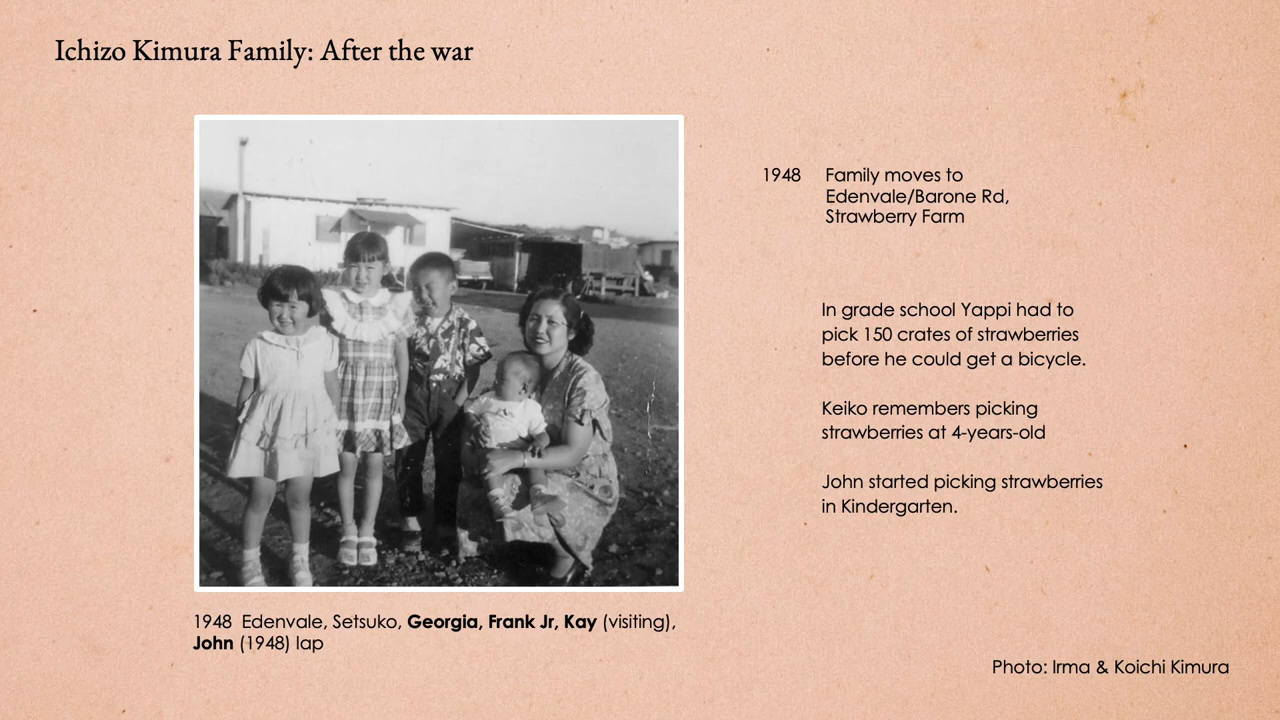 Ichizo Kimura Family: After the war
1948 Family moves to
Edenvale/Barone Rd,
Strawberry Farm
In grade school Yappi had to
pick 150 crates of strawberries
before he could get a bicycle.
Keiko remembers picking
strawberries at 4-years-old
John started picking strawberries
in Kindergarten.
1948 Edenvale, Setsuko, Georgia, Frank Jr, Kay (visiting),
John (1948) lap
Photo: Irma & Koichi Kimura